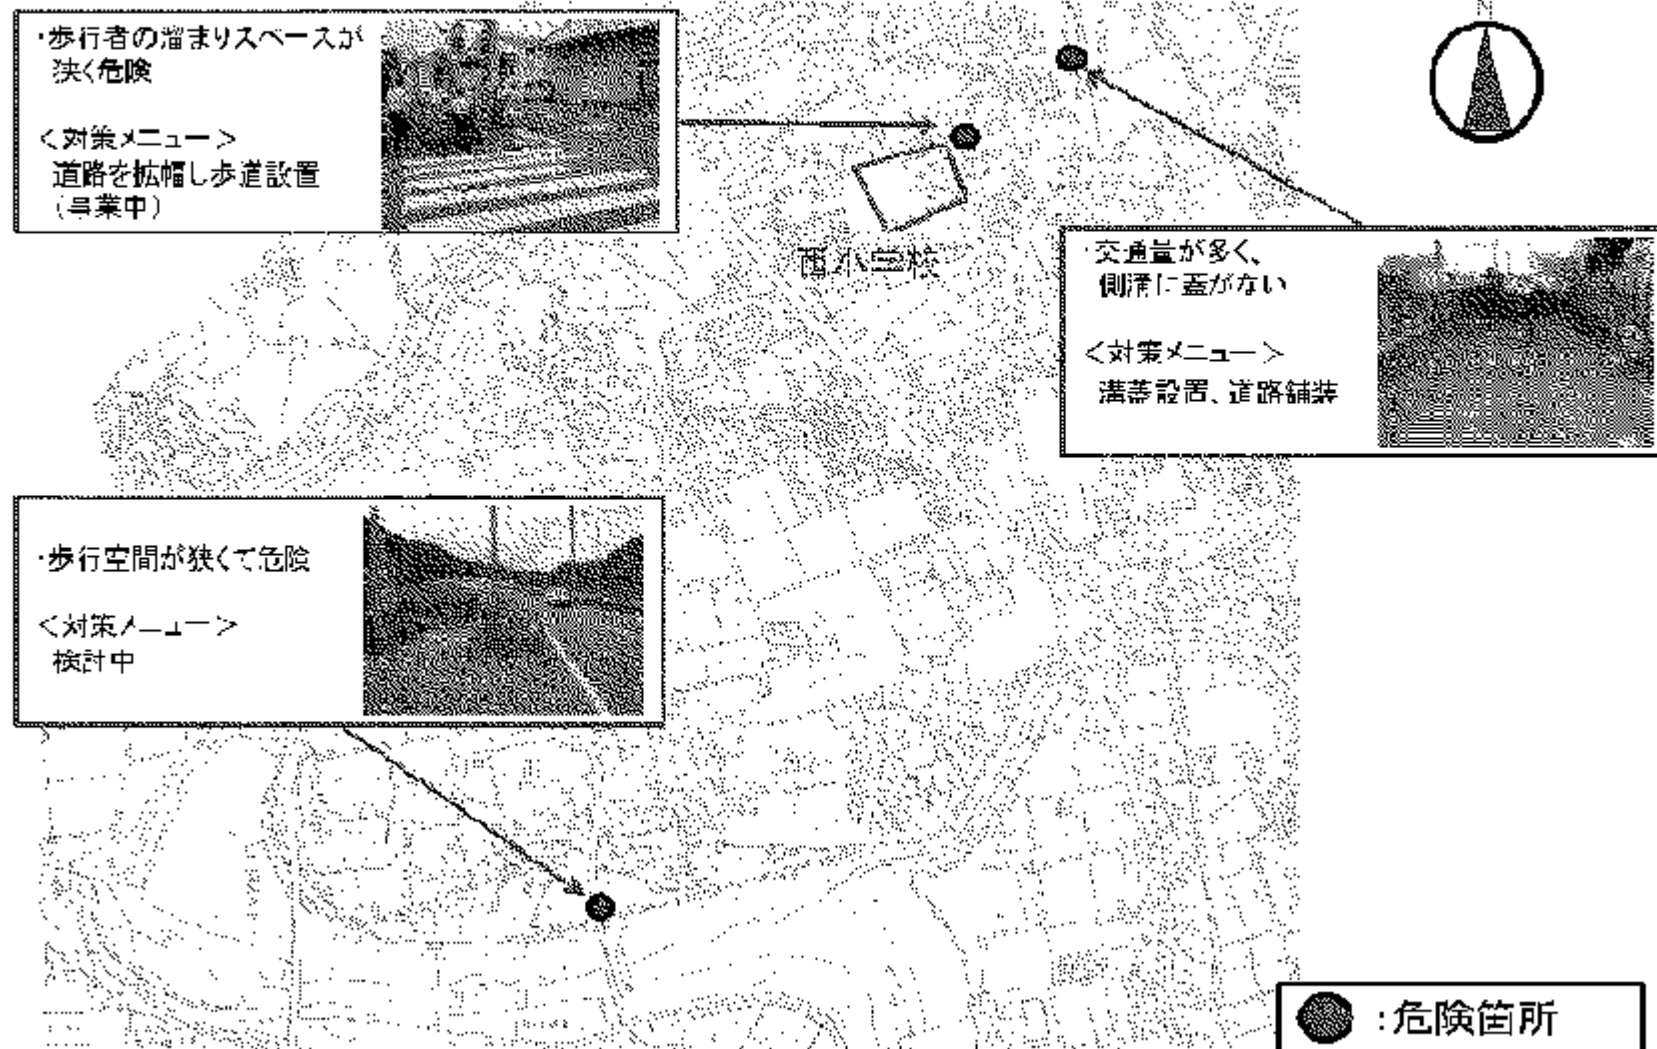 ・歩行者の溜まりスペースが
狭く危険
＜対策メニュー＞
道路を拡幅し歩道設置
（事業中）
N
西小学校
・交通量が多く、
側溝に蓋がない
＜対策メニュー＞
溝蓋設置、道路舗装
・歩行空間が狭くて危険
＜対策メニュー＞
検討中
：危険箇所